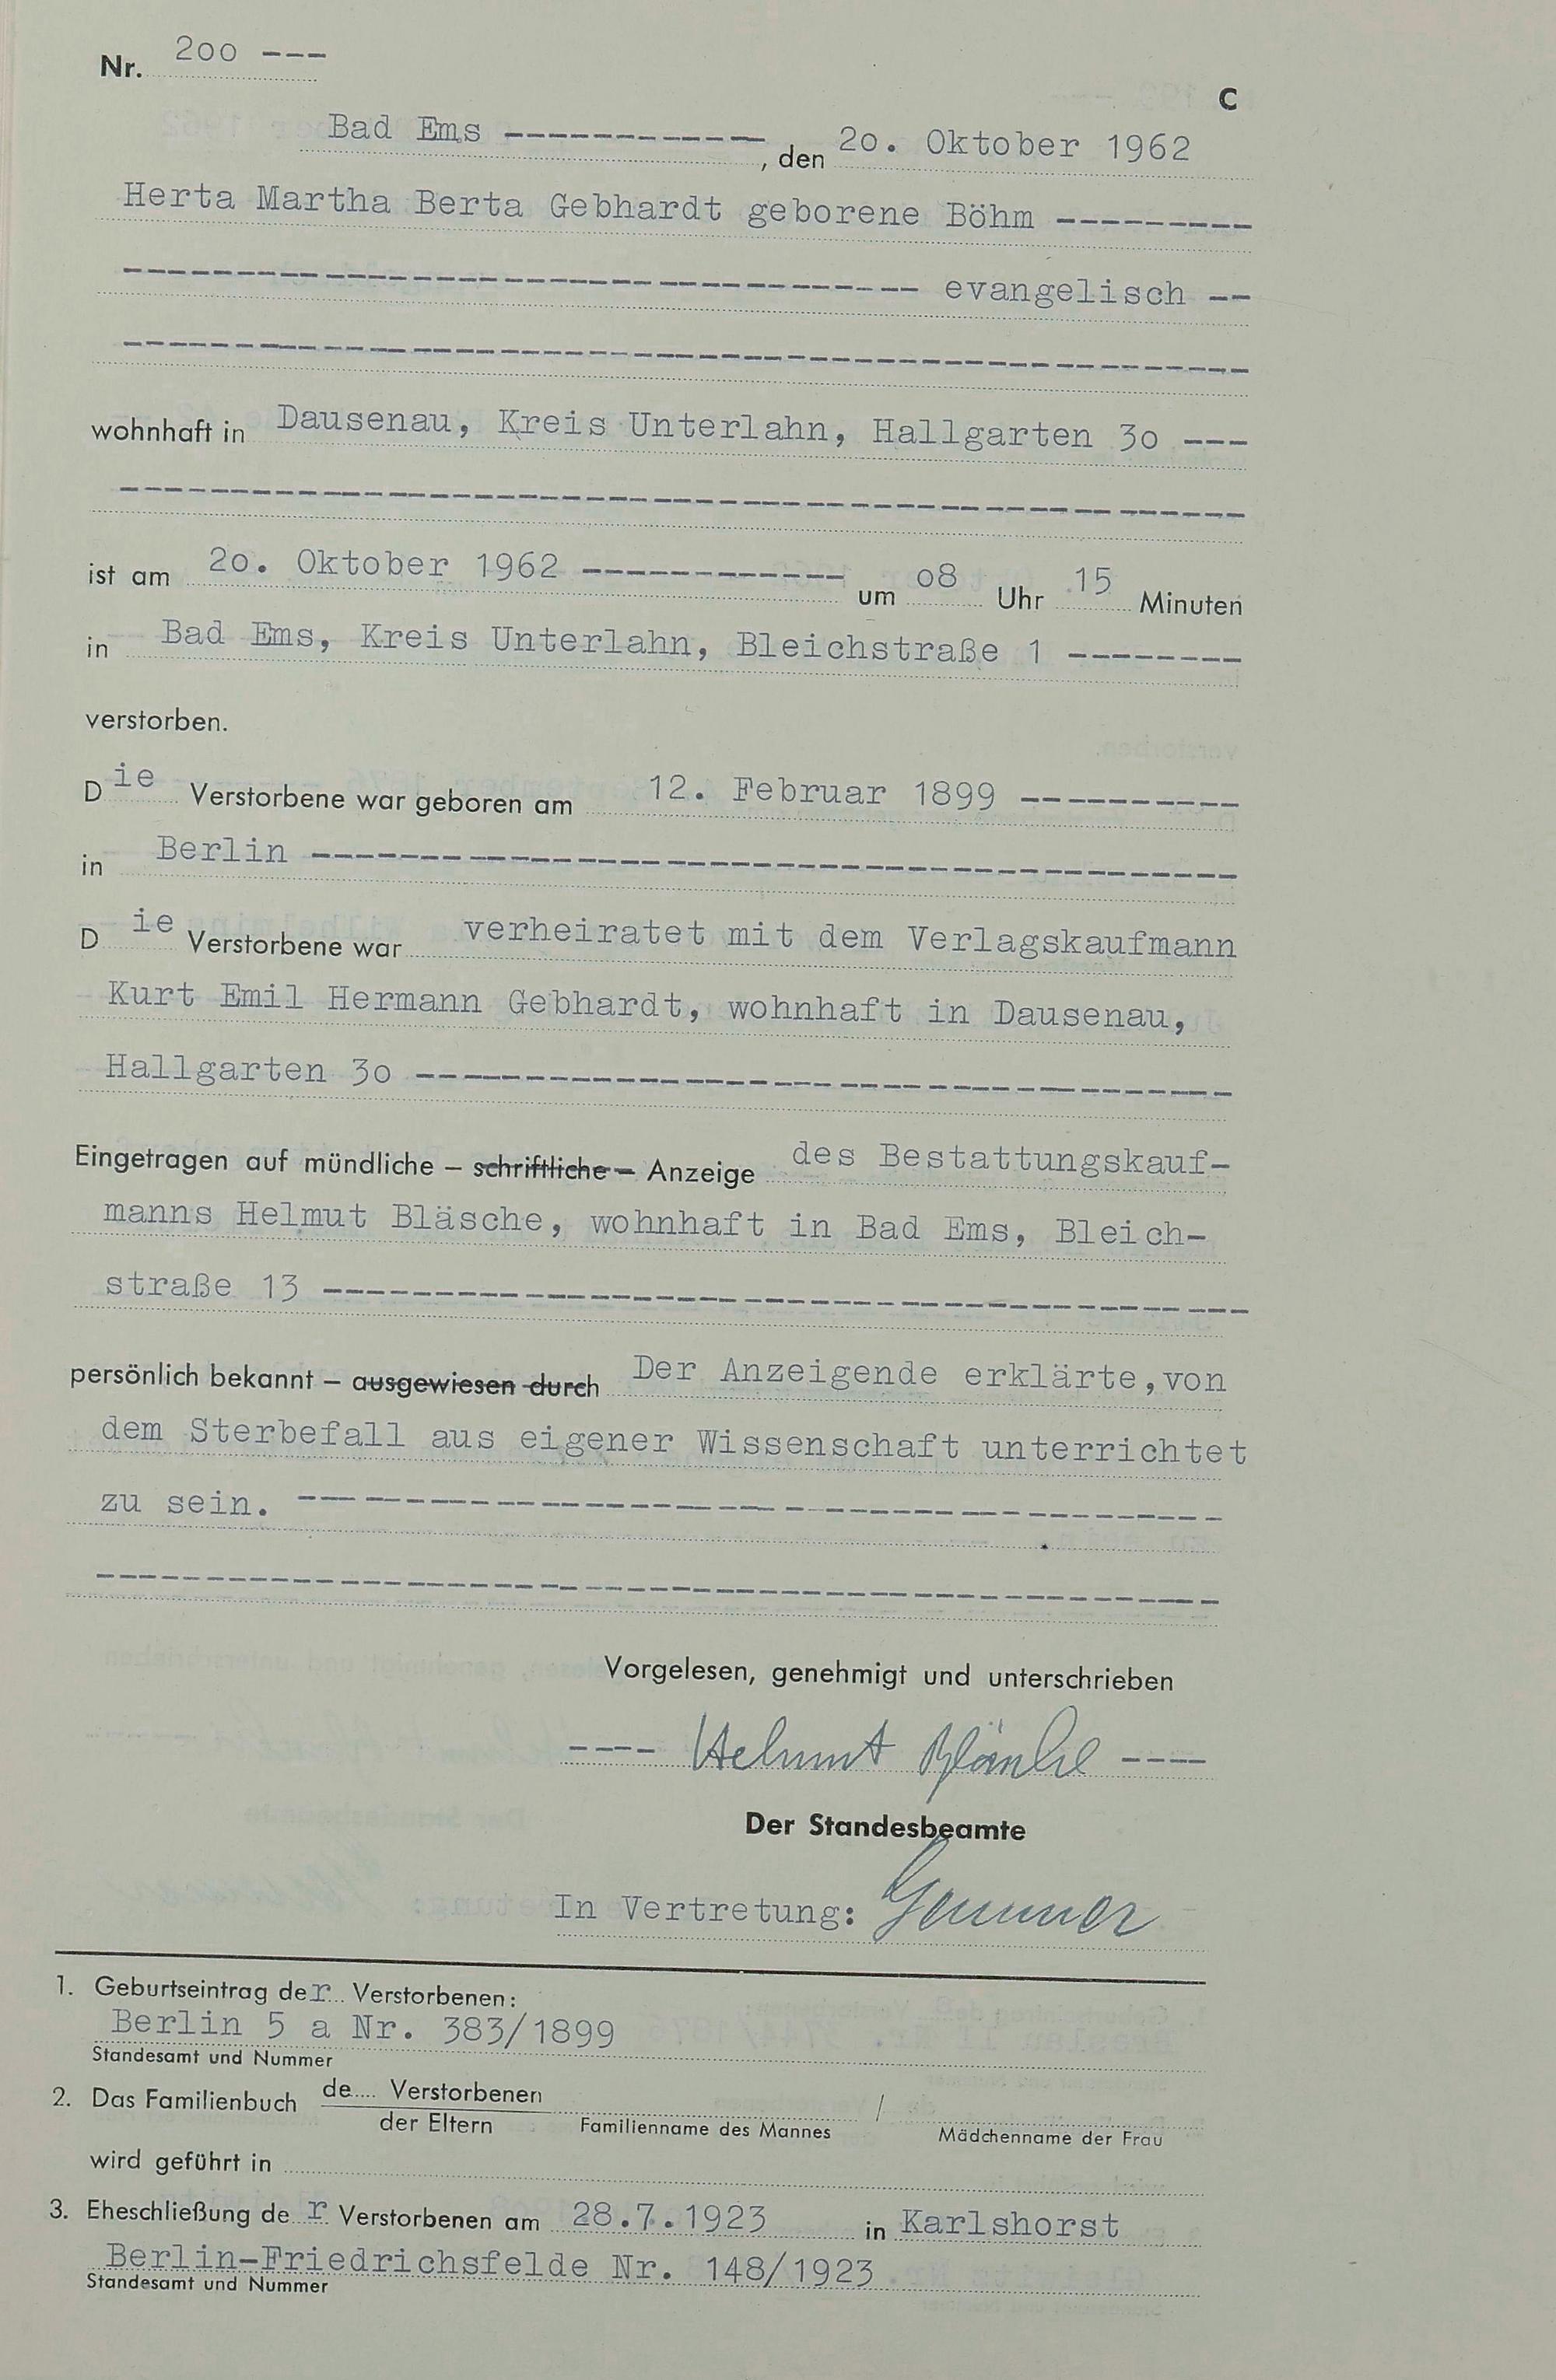 Nr. 200 ---
C
Bad Ems ------------, den 20. Oktober 1962
Herta Martha Berta Gebhardt geborene Böhm ---------
------------------------------------ evangelisch --
---------------------------------------------------
wohnhaft in Dausenau, Kreis Unterlahn, Hallgarten 30 ---
---------------------------------------------------
ist am 20. Oktober 1962 ------------ um 08 Uhr 15 Minuten
in Bad Ems, Kreis Unterlahn, Bleichstraße 1 --------
verstorben.
Die Verstorbene war geboren am 12. Februar 1899 ----------
in Berlin ------------------------------------------
Die Verstorbene war verheiratet mit dem Verlagskaufmann
Kurt Emil Hermann Gebhardt, wohnhaft in Dausenau,
Hallgarten 30 -------------------------------------
Eingetragen auf mündliche – schriftliche – Anzeige des Bestattungskauf-
manns Helmut Bläsche, wohnhaft in Bad Ems, Bleich-
straße 13 ------------------------------------------
persönlich bekannt – ausgewiesen durch Der Anzeigende erklärte,von
dem Sterbefall aus eigener Wissenschaft unterrichtet
zu sein. ------------------------------------------
---------------------------------------------------
Vorgelesen, genehmigt und unterschrieben
---- Helmut Bläsche ----
Der Standesbeamte
In Vertretung: Gemmer
1. Geburtseintrag der Verstorbenen:
Berlin 5 a Nr. 383/1899
Standesamt und Nummer
2. Das Familienbuch de.... Verstorbenen /
der Eltern Familienname des Mannes Mädchenname der Frau
wird geführt in
3. Eheschließung der Verstorbenen am 28.7.1923 in Karlshorst
Berlin-Friedrichsfelde Nr. 148/1923
Standesamt und Nummer